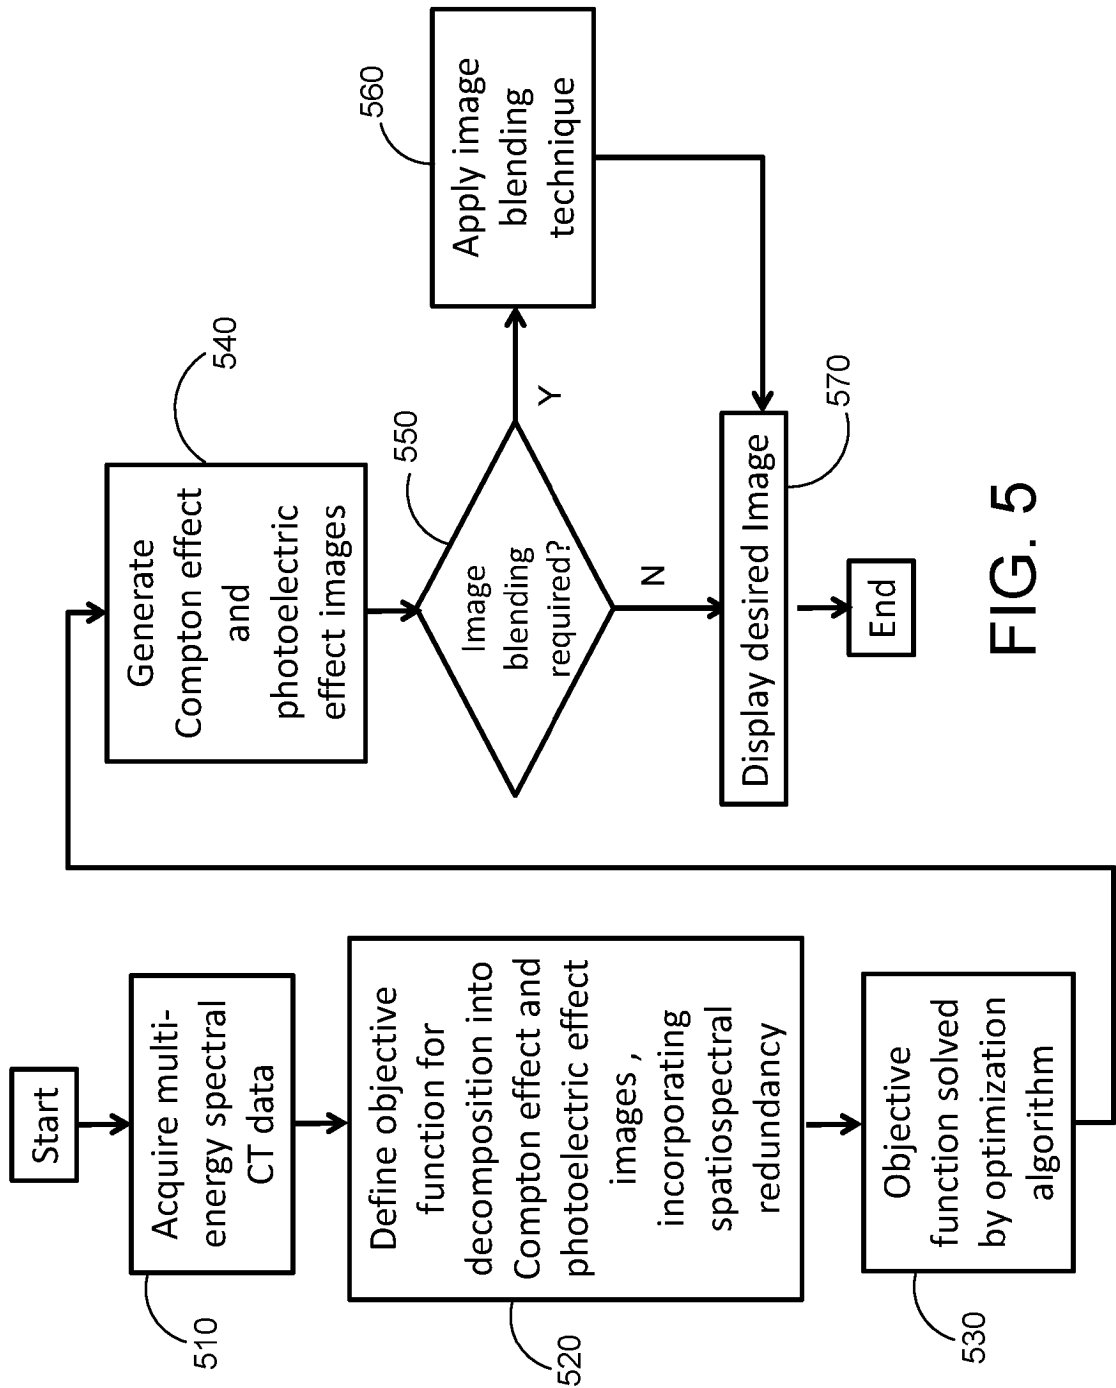 Start
Acquire multi-
energy spectral
CT data
510
Define objective
function for
decomposition into
Compton effect and
photoelectric effect
images ,
incorporating
spatiospectral
redundancy
520
Objective
function solved
by optimization
algorithm
530
Generate
Compton effect
and
photoelectric
effect images
540
Image
blending
required?
550
Y
N
Apply image
blending
technique
560
Display desired Image
570
End
FIG. 5